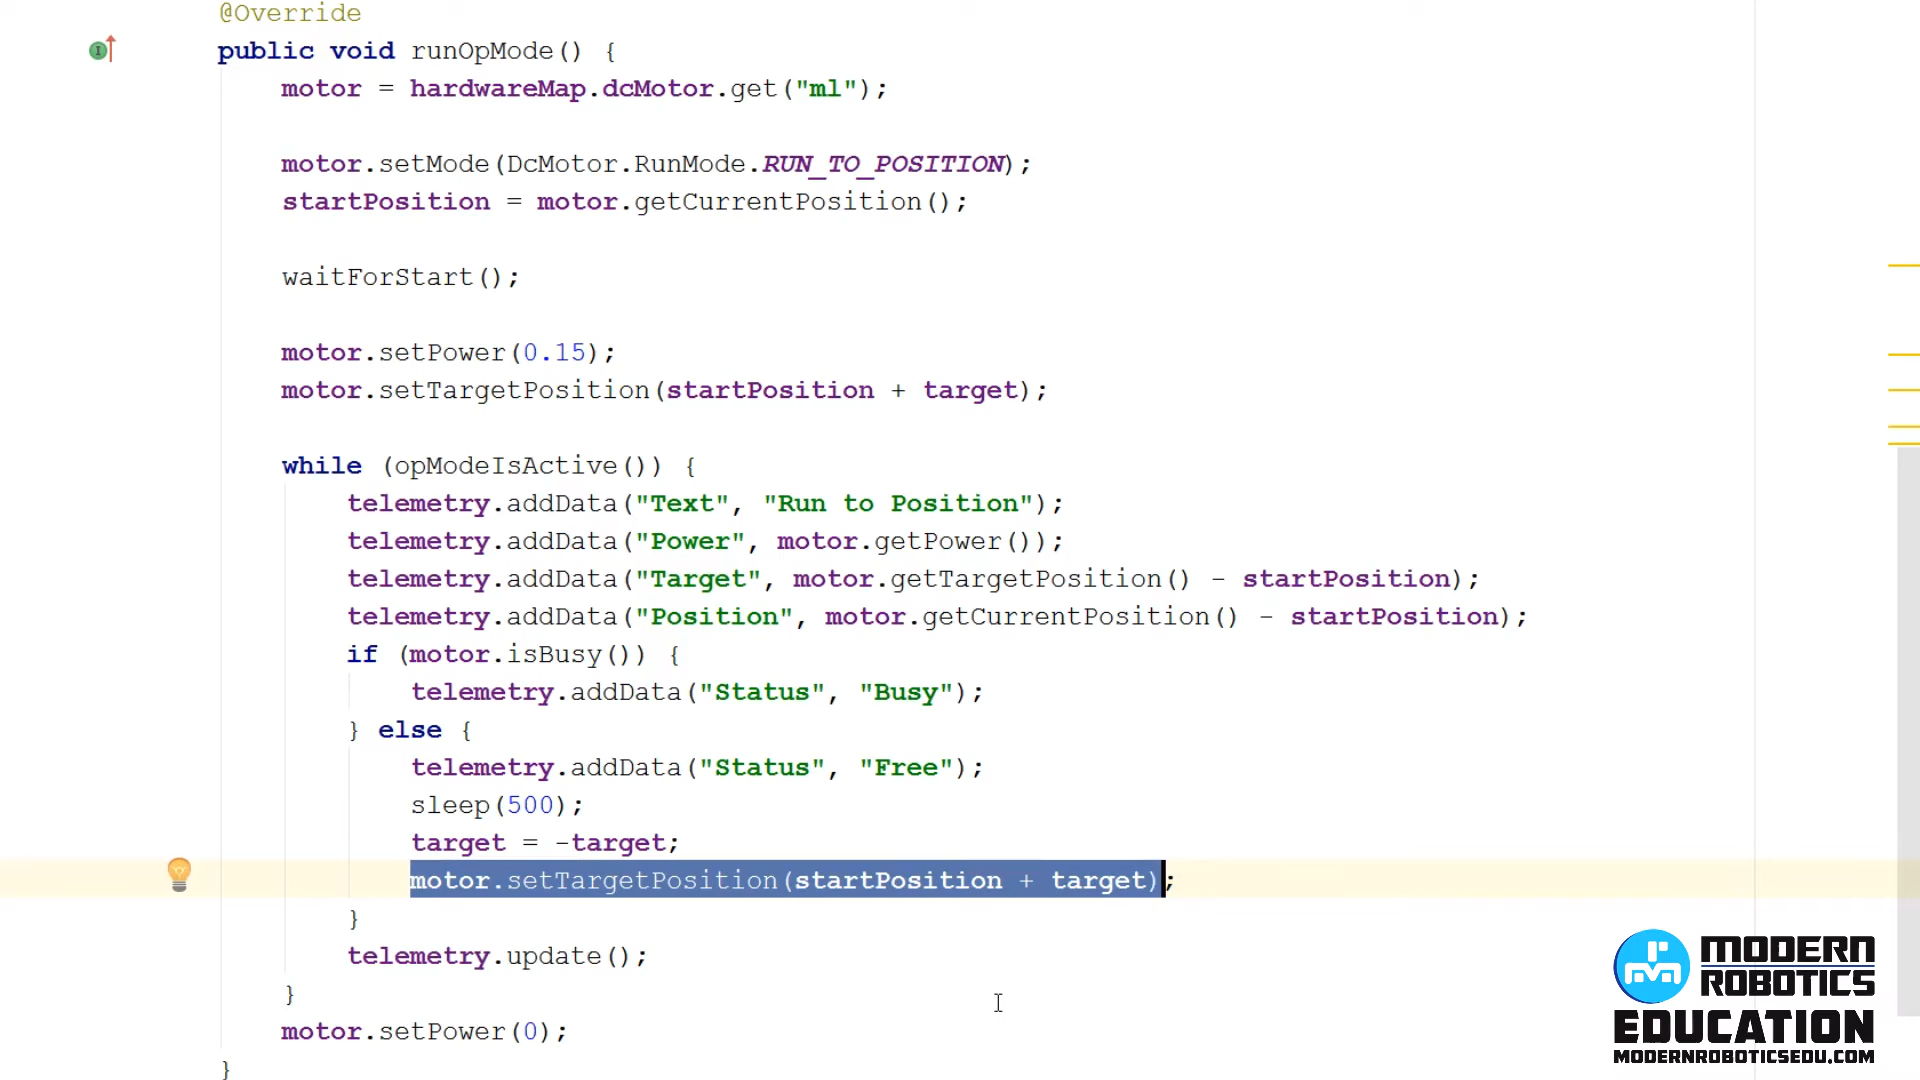 @Override
public void runOpMode() {
motor = hardwareMap.dcMotor.get("ml");
motor.setMode(DcMotor.RunMode.RUN_TO_POSITION);
startPosition = motor.getCurrentPosition();
waitForStart();
motor.setPower(0.15);
motor.setTargetPosition(startPosition + target);
while (opModeIsActive()) {
telemetry.addData("Text", "Run to Position");
telemetry.addData("Power", motor.getPower());
telemetry.addData("Target", motor.getTargetPosition() - startPosition);
telemetry.addData("Position", motor.getCurrentPosition() - startPosition);
if (motor.isBusy()) {
telemetry.addData("Status", "Busy");
} else {
telemetry.addData("Status", "Free");
sleep(500);
target = -target;
motor.setTargetPosition(startPosition + target);
}
telemetry.update();
}
motor.setPower(0);
}
MODERN
ROBOTICS
EDUCATION
MODERNROBOTICSEDU.COM